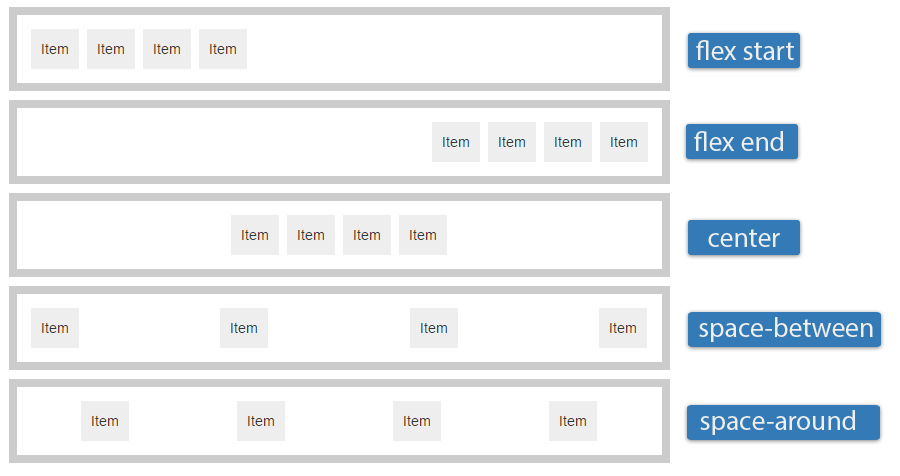 Item Item Item Item flex start
Item Item Item Item flex end
Item Item Item Item center
Item Item Item Item space-between
Item Item Item Item space-around